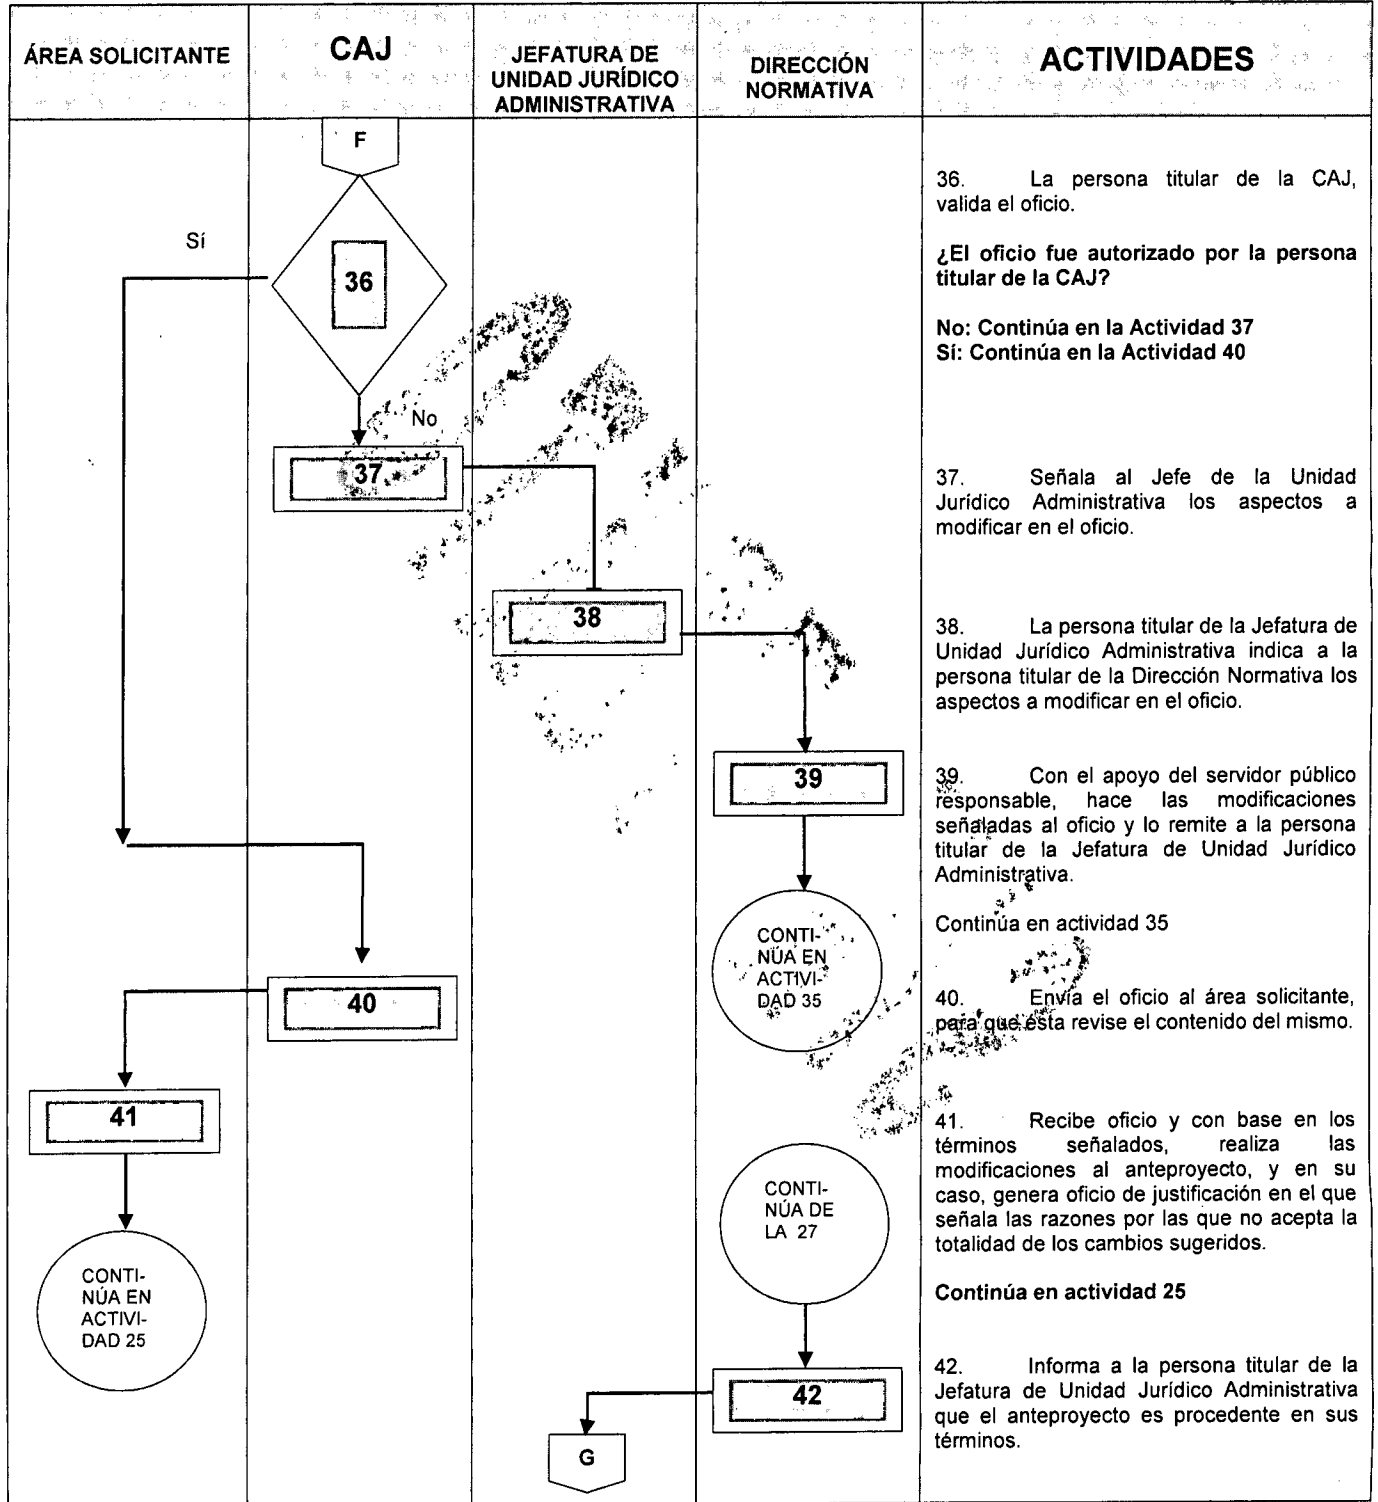 ÁREA SOLICITANTE
CAJ
JEFATURA DE
UNIDAD JURÍDICO
ADMINISTRATIVA
DIRECCIÓN
NORMATIVA
ACTIVIDADES
F
Sí
36
No
37
38
39
CONTI-
NÚA EN
ACTIVI-
DAD 35
40
41
CONTI-
NÚA EN
ACTIVI-
DAD 25
CONTI-
NÚA DE
LA 27
42
G
36. La persona titular de la CAJ,
valida el oficio.
¿El oficio fue autorizado por la persona
titular de la CAJ?
No: Continúa en la Actividad 37
Sí: Continúa en la Actividad 40
37. Señala al Jefe de la Unidad
Jurídico Administrativa los aspectos a
modificar en el oficio.
38. La persona titular de la Jefatura de
Unidad Jurídico Administrativa indica a la
persona titular de la Dirección Normativa los
aspectos a modificar en el oficio.
39. Con el apoyo del servidor público
responsable, hace las modificaciones
señaladas al oficio y lo remite a la persona
titular de la Jefatura de Unidad Jurídico
Administrativa.
Continúa en actividad 35
40. Envía el oficio al área solicitante,
para que ésta revise el contenido del mismo.
41. Recibe oficio y con base en los
términos señalados, realiza las
modificaciones al anteproyecto, y en su
caso, genera oficio de justificación en el que
señala las razones por las que no acepta la
totalidad de los cambios sugeridos.
Continúa en actividad 25
42. Informa a la persona titular de la
Jefatura de Unidad Jurídico Administrativa
que el anteproyecto es procedente en sus
términos.